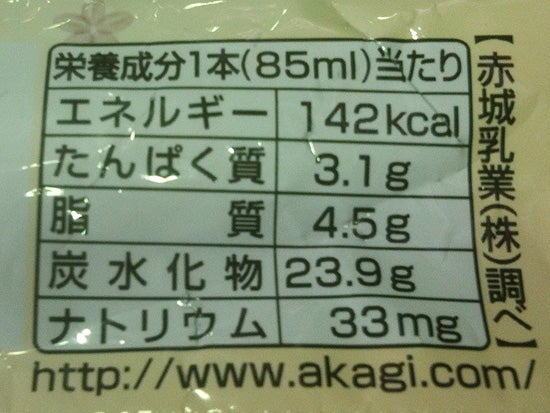 栄養成分1本(85ml)当たり
エネルギー 142kcal
たんぱく質 3.1g
脂質 4.5g
炭水化物 23.9g
ナトリウム 33mg
【赤城乳業(株)調べ】
http://www.akagi.com/